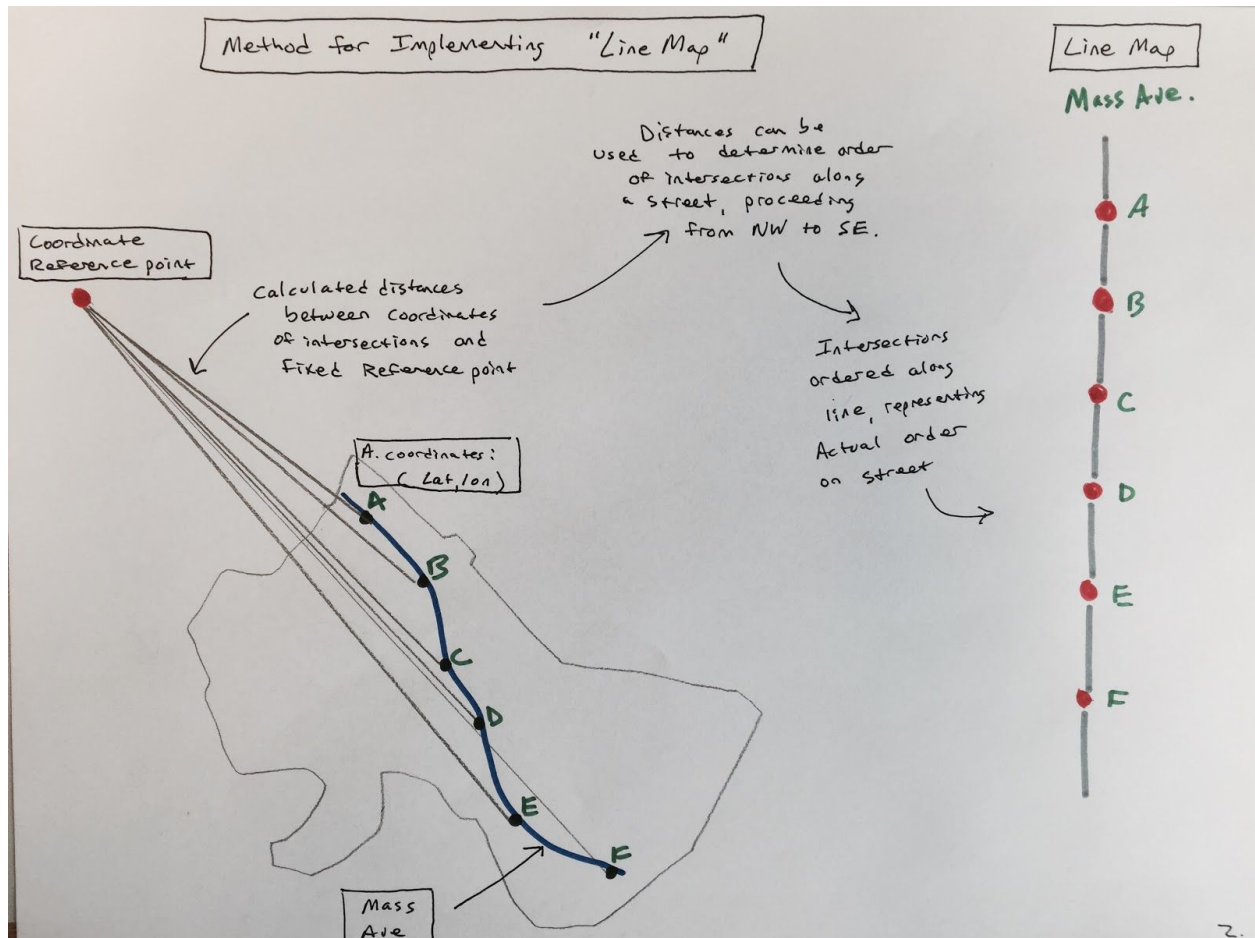 Method for Implementing "Line Map"
Line Map
Mass Ave.
A
B
C
D
E
F
Distances can be
used to determine order
of intersections along
a street, proceeding
from NW to SE.
Coordinate
Reference point
Calculated distances
between coordinates
of intersections and
fixed Reference point
Intersections
ordered along
line, representing
Actual order
on street
A. coordinates:
(Lat, lon)
A
B
C
D
E
F
Mass
Ave
2.